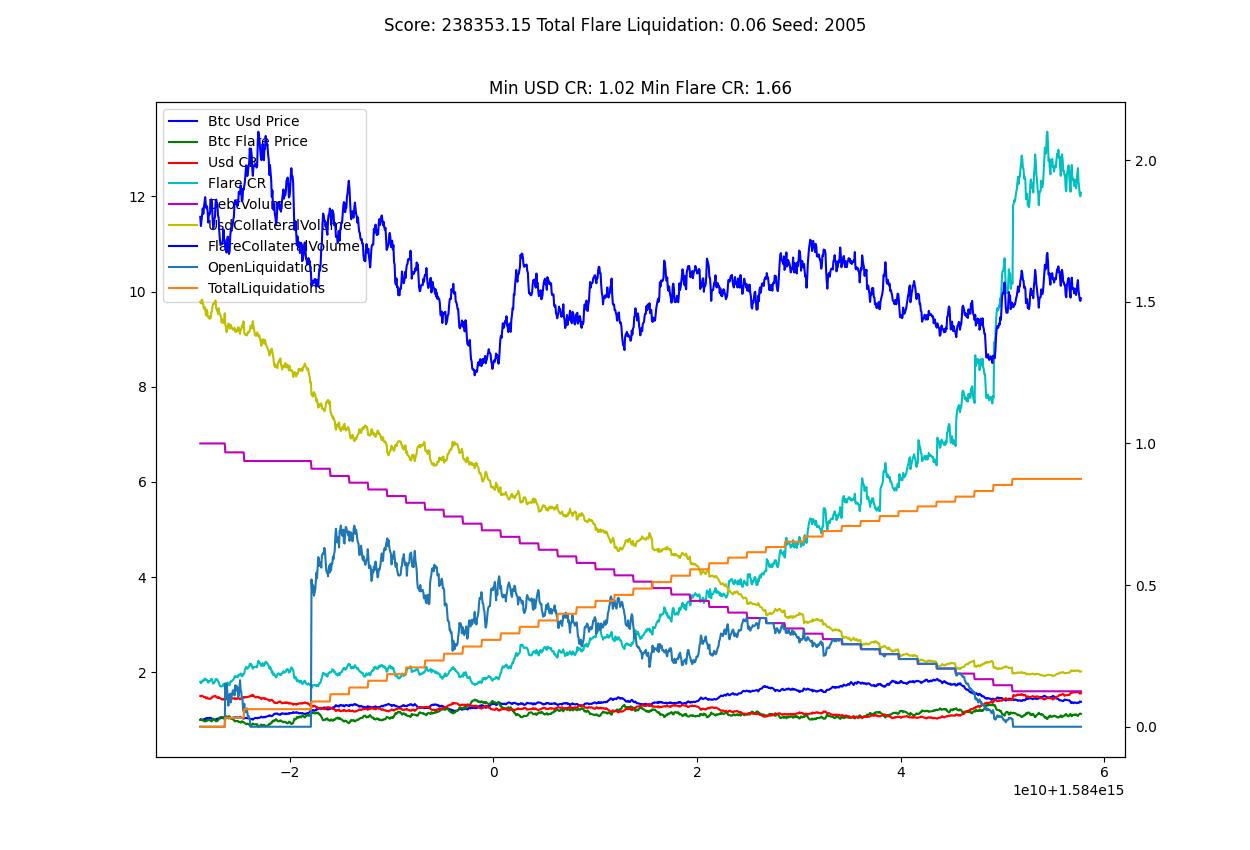 Score: 238353.15 Total Flare Liquidation: 0.06 Seed: 2005
Min USD CR: 1.02 Min Flare CR: 1.66
Btc Usd Price
Btc Flare Price
Usd CR
Flare CR
DebtVolume
UsdCollateralVolume
FlareCollateralVolume
OpenLiquidations
TotalLiquidations
12
10
8
6
4
2
2.0
1.5
1.0
0.5
0.0
−2
0
2
4
6
1e10+1.584e15